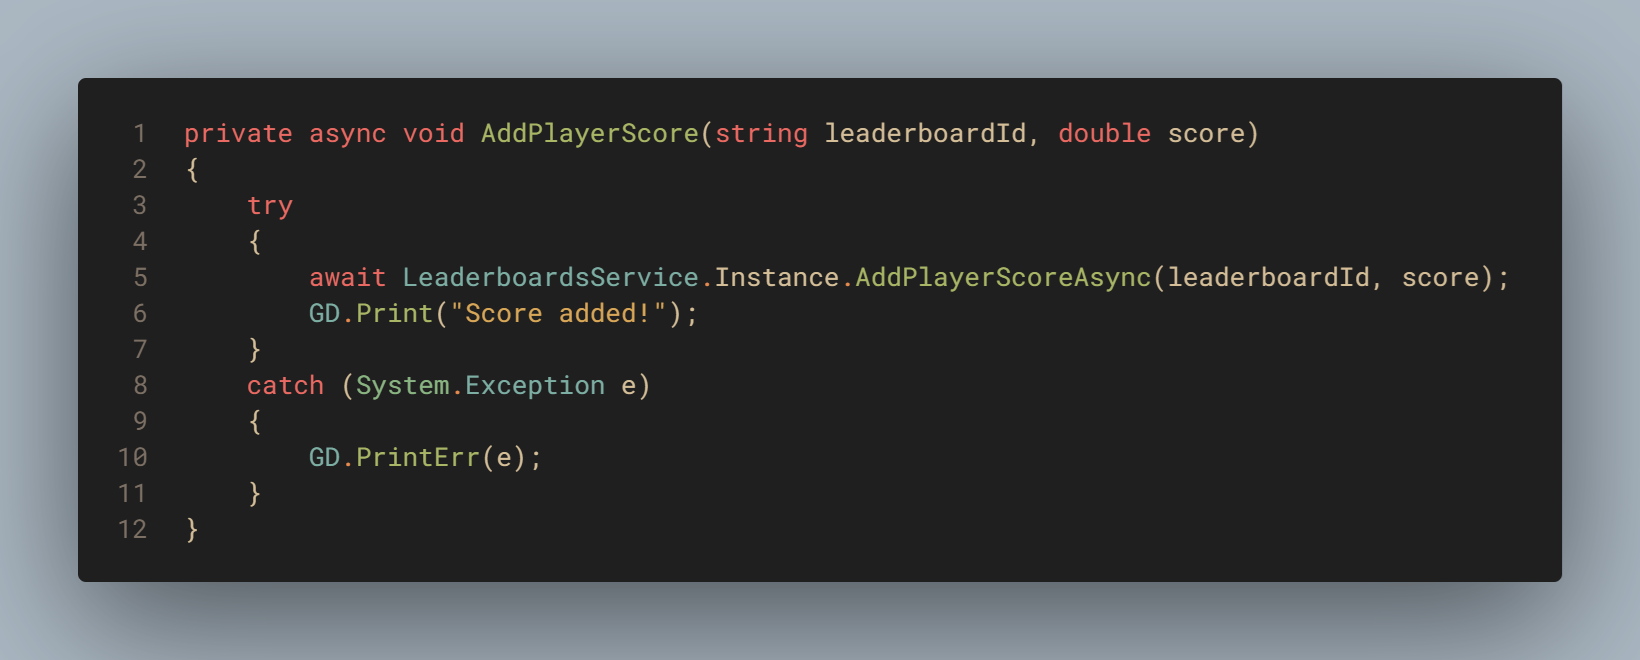 1 private async void AddPlayerScore(string leaderboardId, double score)
2 {
3     try
4     {
5         await LeaderboardsService.Instance.AddPlayerScoreAsync(leaderboardId, score);
6         GD.Print("Score added!");
7     }
8     catch (System.Exception e)
9     {
10         GD.PrintErr(e);
11     }
12 }